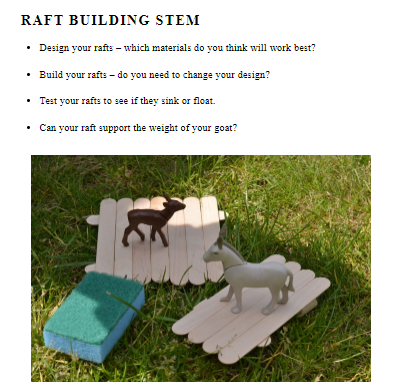 RAFT BUILDING STEM
• Design your rafts – which materials do you think will work best?
• Build your rafts – do you need to change your design?
• Test your rafts to see if they sink or float.
• Can your raft support the weight of your goat?